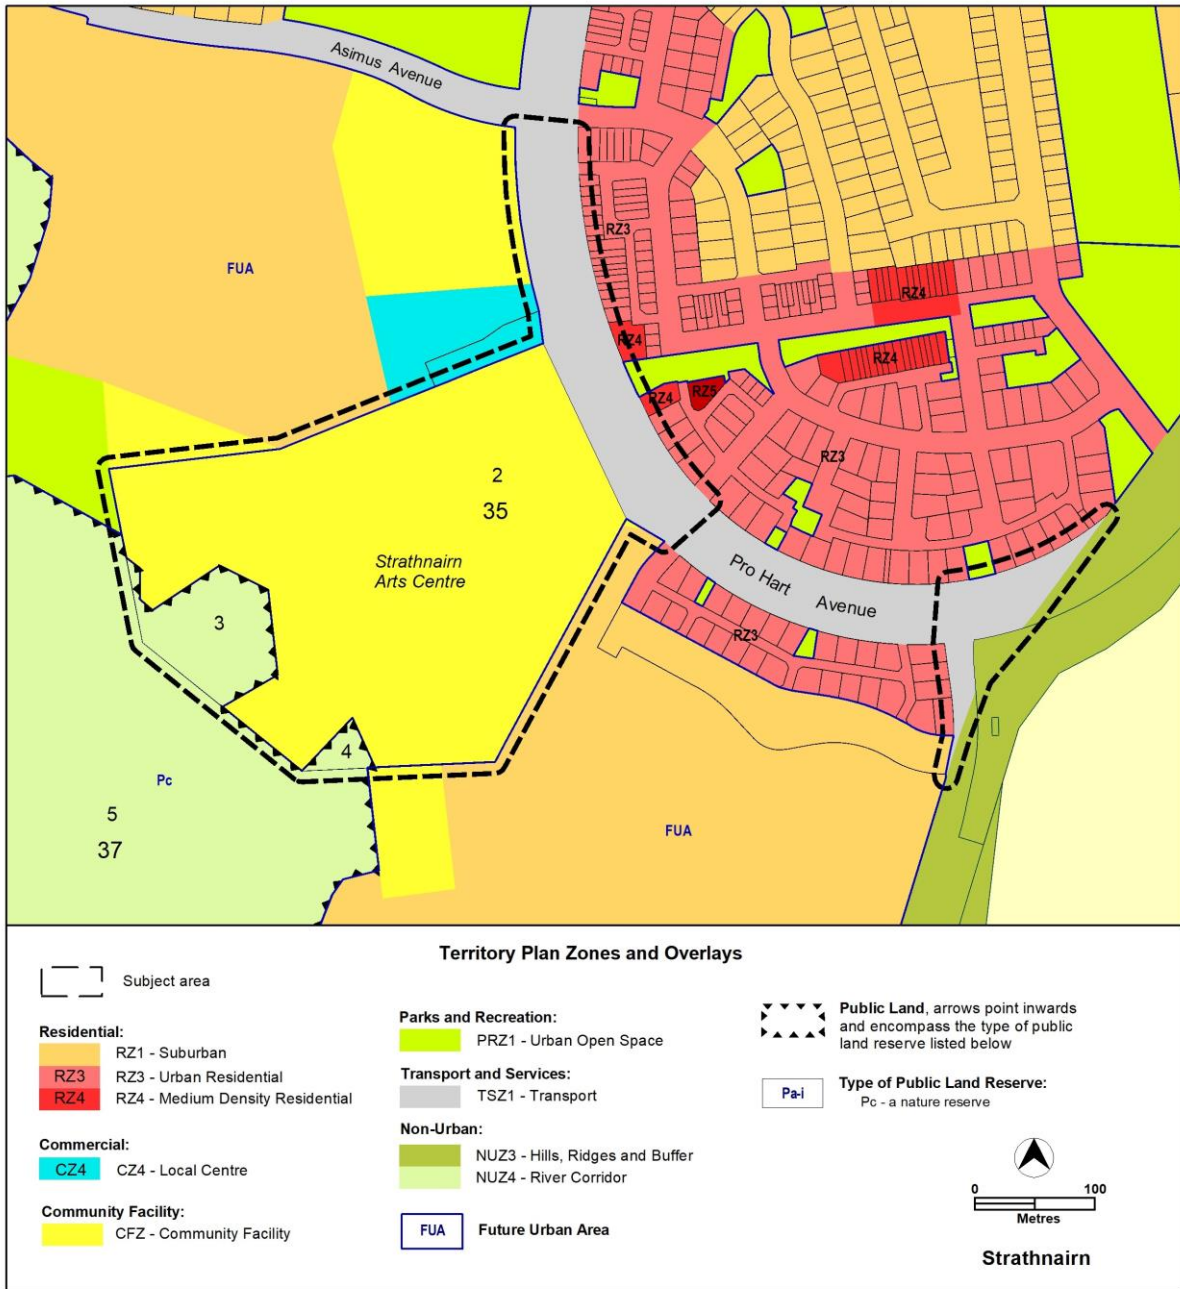 Asimus Avenue
RZ3
FUA
RZ4
RZ4
RZ4
RZ4
RZ5
RZ3
2
35
Strathnairn
Arts Centre
Pro Hart Avenue
3
RZ3
4
Pc
5
37
FUA
Territory Plan Zones and Overlays
Subject area
Residential:
RZ1 - Suburban
RZ3 RZ3 - Urban Residential
RZ4 RZ4 - Medium Density Residential
Commercial:
CZ4 CZ4 - Local Centre
Community Facility:
CFZ - Community Facility
Parks and Recreation:
PRZ1 - Urban Open Space
Transport and Services:
TSZ1 - Transport
Non-Urban:
NUZ3 - Hills, Ridges and Buffer
NUZ4 - River Corridor
FUA Future Urban Area
Public Land, arrows point inwards
and encompass the type of public
land reserve listed below
Pa-i Type of Public Land Reserve:
Pc - a nature reserve
0 100
Metres
Strathnairn